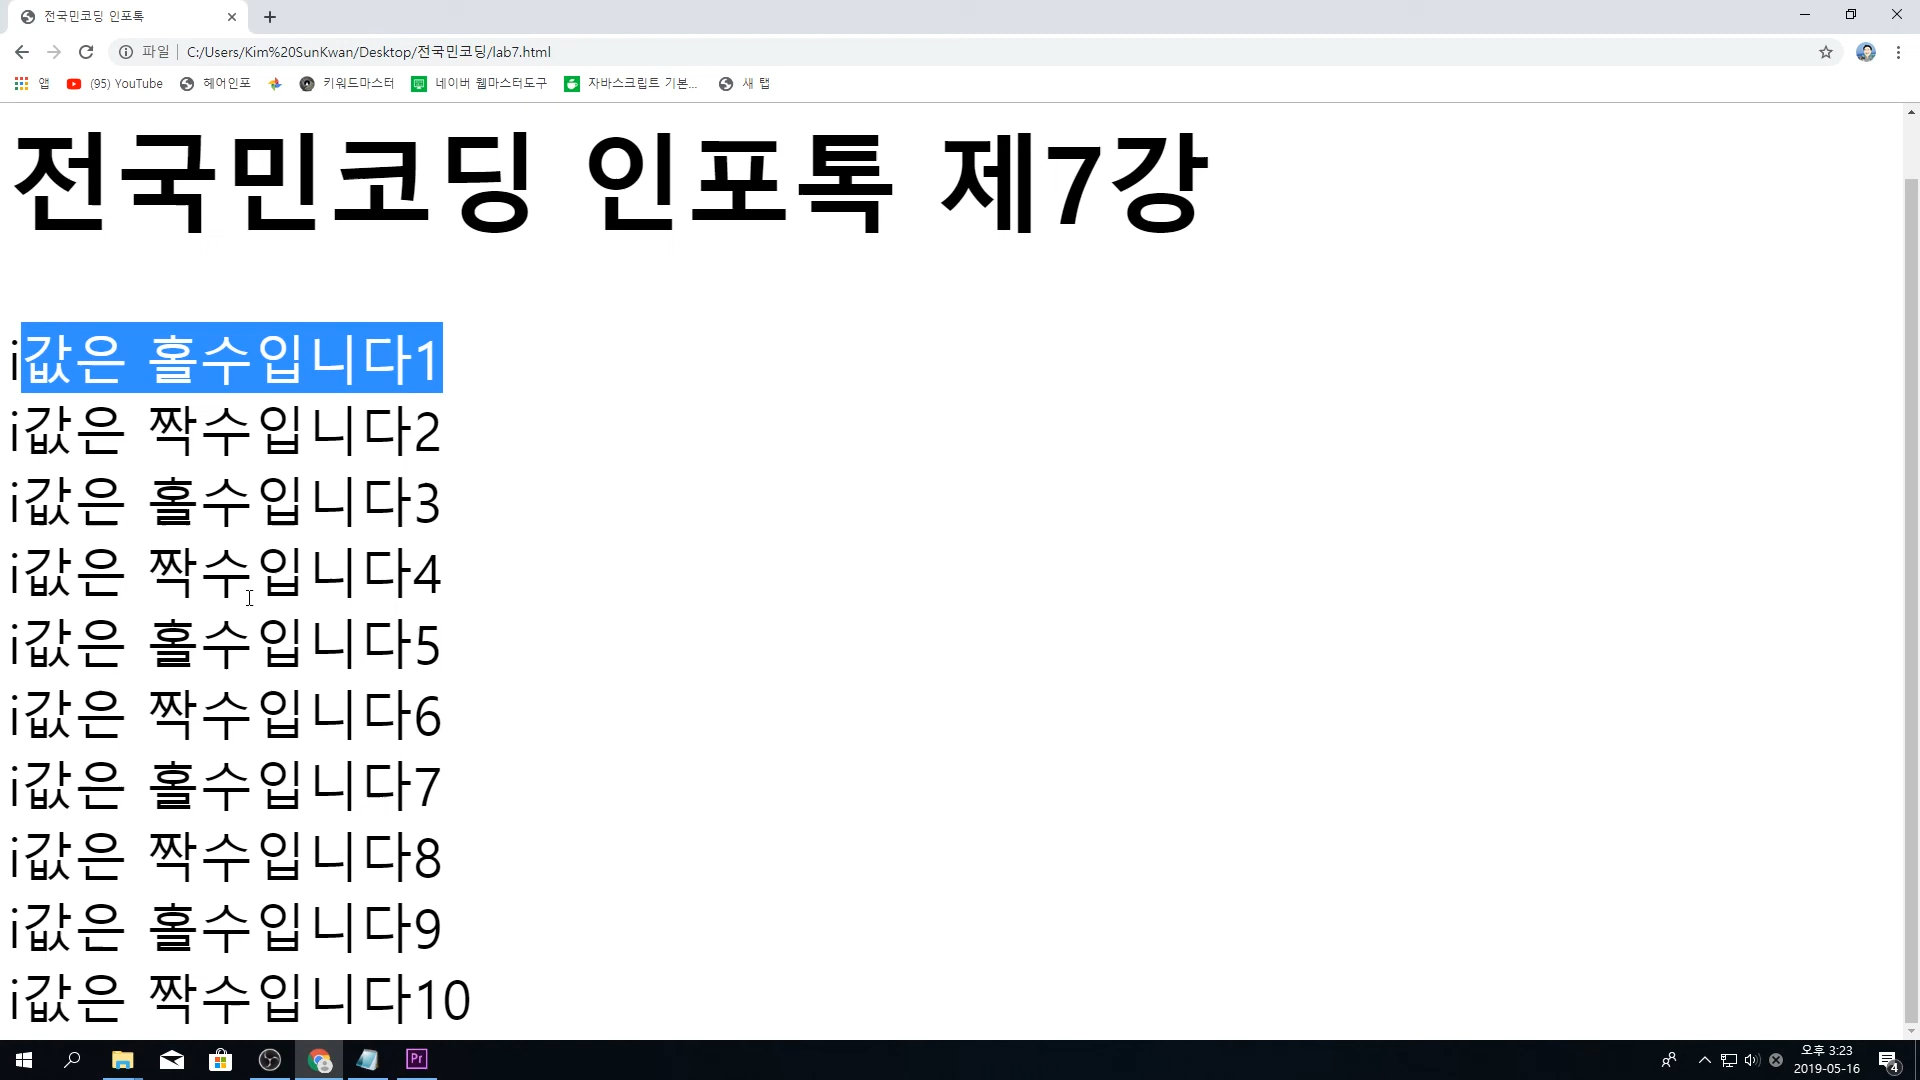 전국민코딩 인포톡
파일 C:/Users/Kim%20SunKwan/Desktop/전국민코딩/lab7.html
앱 (95) YouTube 헤어인포 키워드마스터 네이버 웹마스터도구 자바스크립트 기본... 새 탭
전국민코딩 인포톡 제7강
i값은 홀수입니다1
i값은 짝수입니다2
i값은 홀수입니다3
i값은 짝수입니다4
i값은 홀수입니다5
i값은 짝수입니다6
i값은 홀수입니다7
i값은 짝수입니다8
i값은 홀수입니다9
i값은 짝수입니다10
Pr
오후 3:23
2019-05-16
4